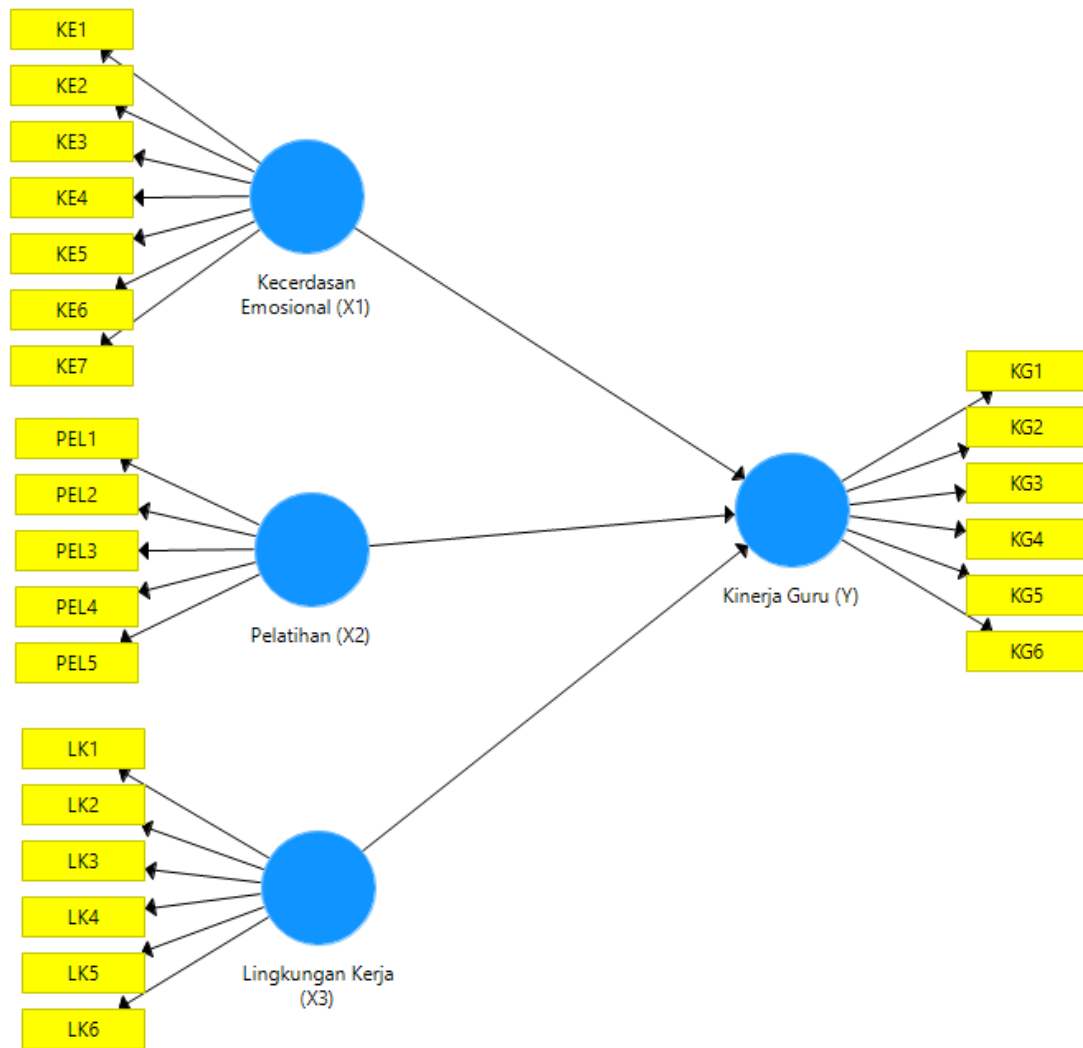 KE1
KE2
KE3
KE4
KE5
KE6
KE7
Kecerdasan
Emosional (X1)
PEL1
PEL2
PEL3
PEL4
PEL5
Pelatihan (X2)
LK1
LK2
LK3
LK4
LK5
LK6
Lingkungan Kerja
(X3)
Kinerja Guru (Y)
KG1
KG2
KG3
KG4
KG5
KG6